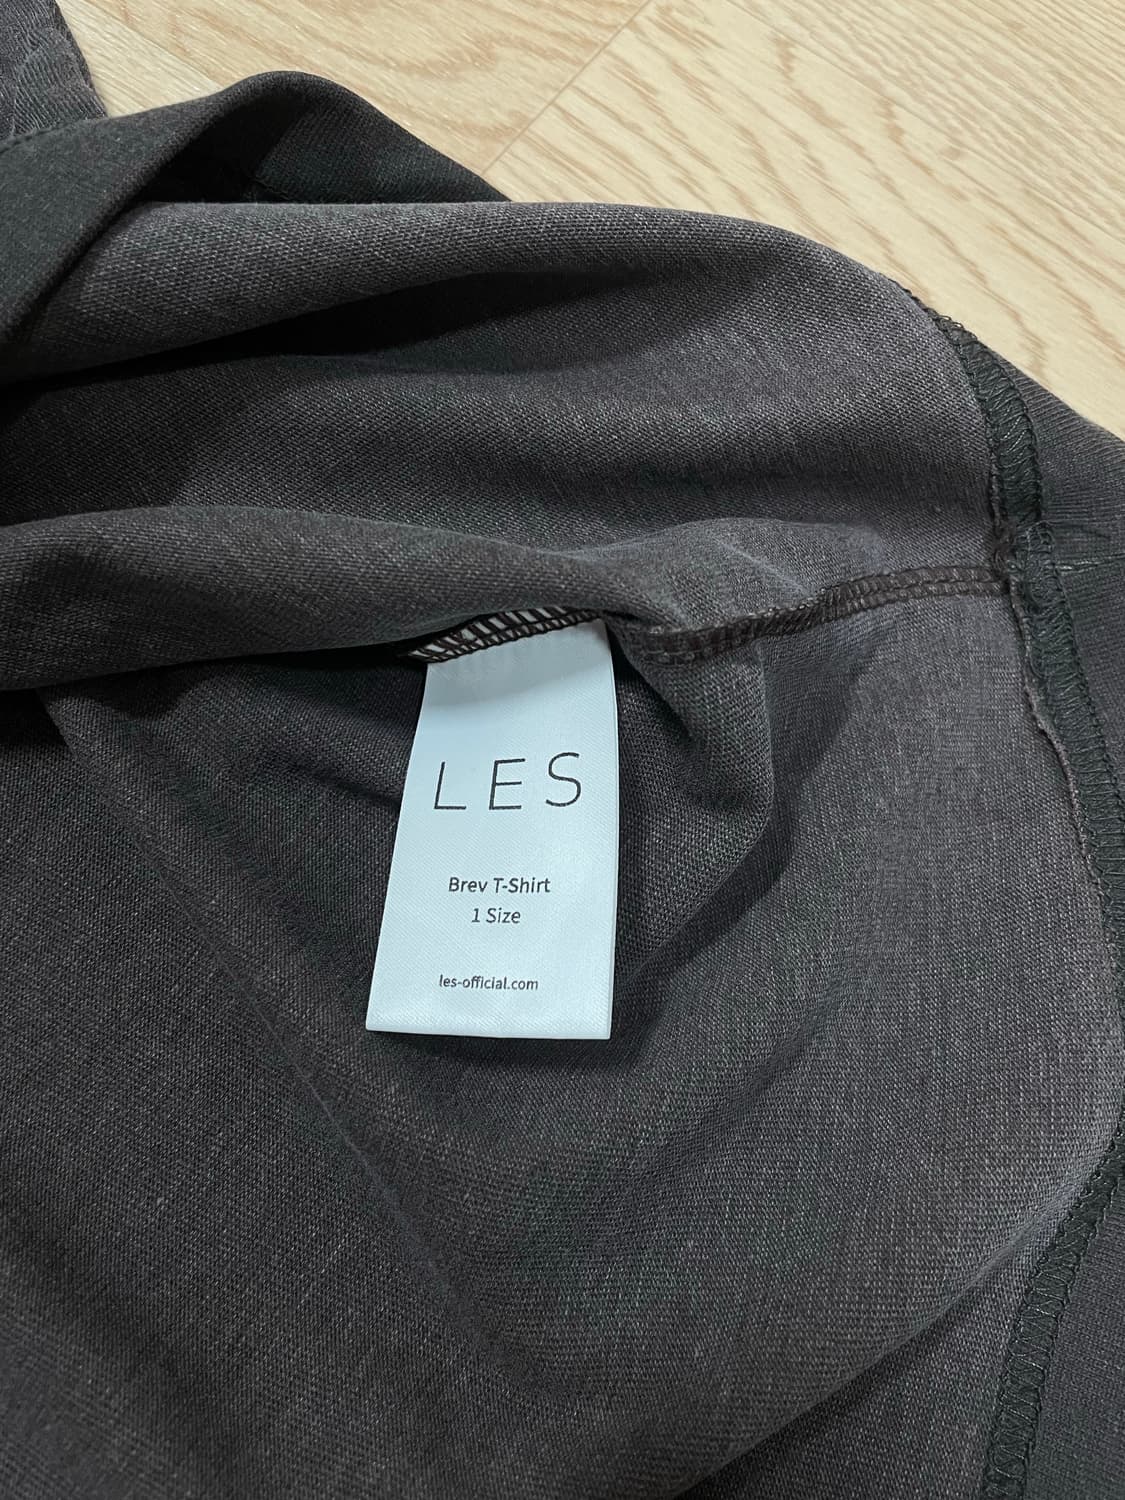 LES
Brev T-Shirt
1 Size
les-official.com